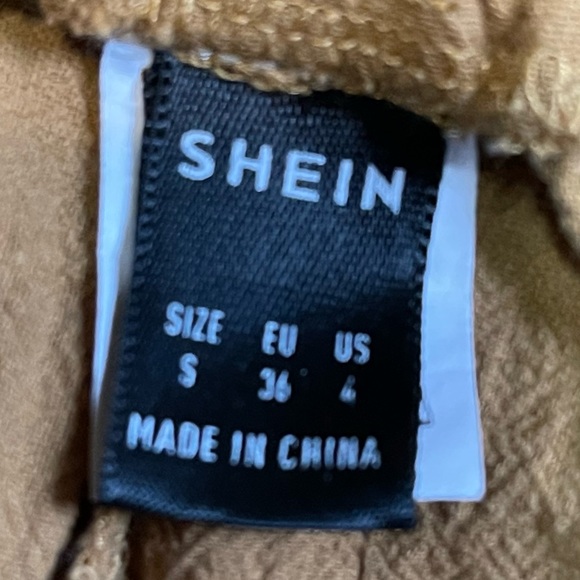 SHEIN
SIZE EU US
S 36 4
MADE IN CHINA